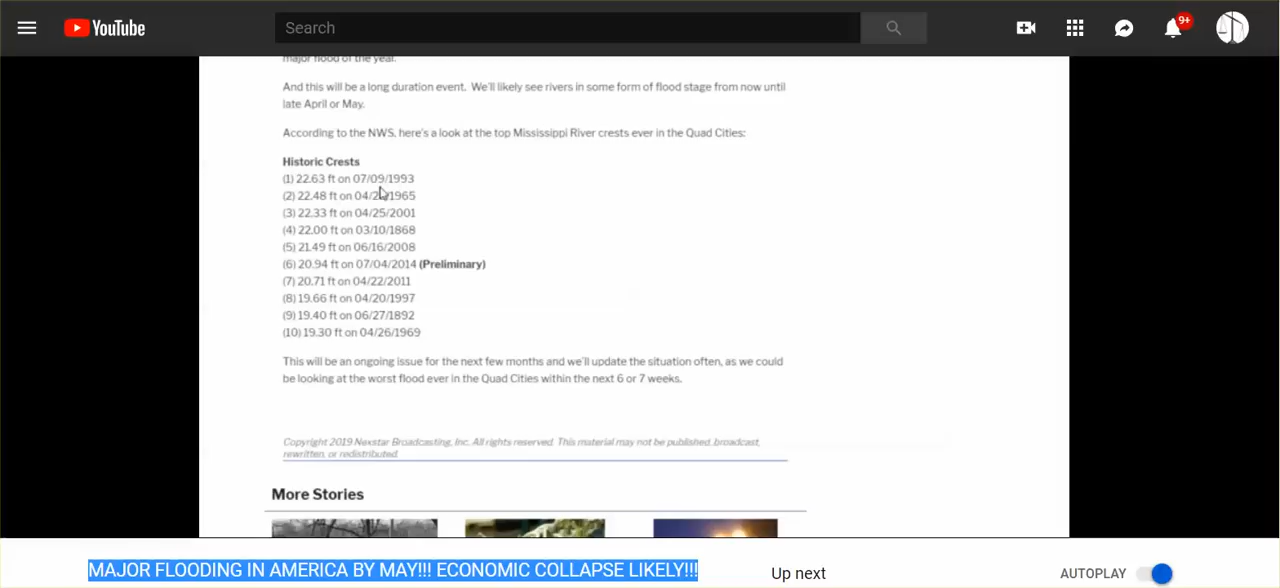 YouTube
Search
9+
major flood of the year.
And this will be a long duration event. We'll likely see rivers in some form of flood stage from now until
late April or May.
According to the NWS, here's a look at the top Mississippi River crests ever in the Quad Cities:
Historic Crests
(1) 22.63 ft on 07/09/1993
(2) 22.48 ft on 1965
(3) 22.33 ft on 04/25/2001
(4) 22.00 ft on 03/10/1868
(5) 21.49 ft on 06/16/2008
(6) 20.94 ft on 07/04/2014 (Preliminary)
(7) 20.71 ft on 04/22/2011
(8) 19.66 ft on 04/20/1997
(9) 19.40 ft on 06/27/1892
(10) 19.30 ft on 04/26/1969
This will be an ongoing issue for the next few months and we'll update the situation often, as we could
be looking at the worst flood ever in the Quad Cities within the next 6 or 7 weeks.
Copyright 2019 Nexstar Broadcasting, Inc. All rights reserved. This material may not be published, broadcast,
rewritten, or redistributed.
More Stories
MAJOR FLOODING IN AMERICA BY MAY!!! ECONOMIC COLLAPSE LIKELY!!!
Up next
AUTOPLAY